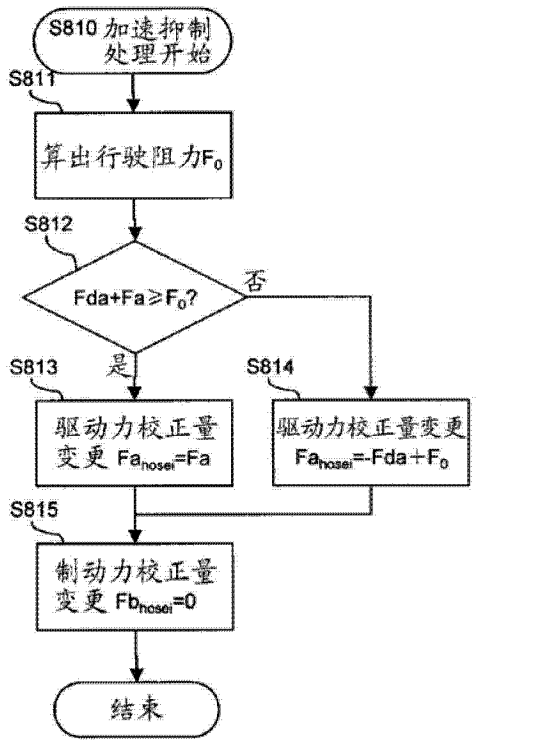 S810 加速抑制
处理开始
S811
算出行驶阻力F₀
S812
Fda+Fa≥F₀?
否
是
S813
驱动力校正量
变更 Fahosei=Fa
S814
驱动力校正量变更
Fahosei=-Fda+F₀
S815
制动力校正量
变更 Fbhosei=0
结束